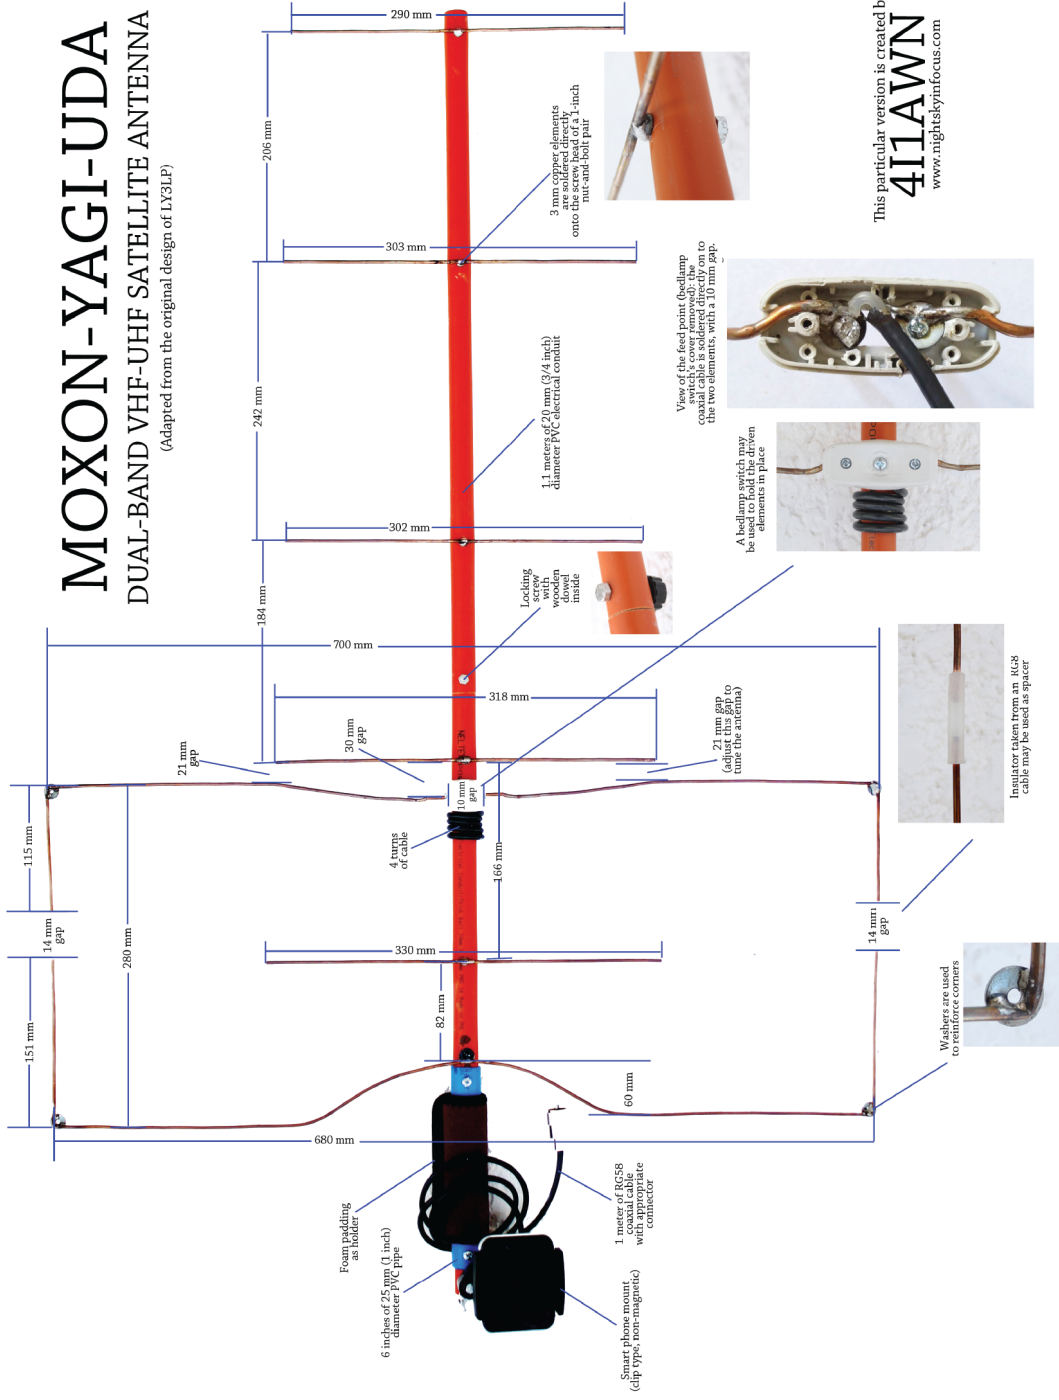 MOXON-YAGI-UDA
DUAL-BAND VHF-UHF SATELLITE ANTENNA
(Adapted from the original design of LY3LP)
This particular version is created b
4I1AWN
www.nightskyinfocus.com
290 mm
206 mm
3 mm copper elements
are soldered directly
onto the screw head of a 1-inch
nut-and-bolt pair
303 mm
242 mm
1.1 meters of 20 mm (3/4 inch)
diameter PVC electrical conduit
View of the feed point (bedlamp
switch's cover removed): the
coaxial cable is soldered directly on to
the two elements, with a 10 mm gap.
A bedlamp switch may
be used to hold the driven
elements in place
302 mm
184 mm
Locking
screw
with
wooden
dowel
inside
700 mm
318 mm
21 mm
gap
30 mm
gap
21 mm gap
(adjust this gap to
tune the antenna)
10 mm
gap
Insulator taken from an RG8
cable may be used as spacer
4 turns
of cable
115 mm
166 mm
14 mm
gap
14 mm
gap
280 mm
330 mm
151 mm
82 mm
Washers are used
to reinforce corners
60 mm
680 mm
Foam padding
as holder
6 inches of 25 mm (1 inch)
diameter PVC pipe
1 meter of RG58
coaxial cable
with appropriate
connector
Smart phone mount
(clip type, non-magnetic)